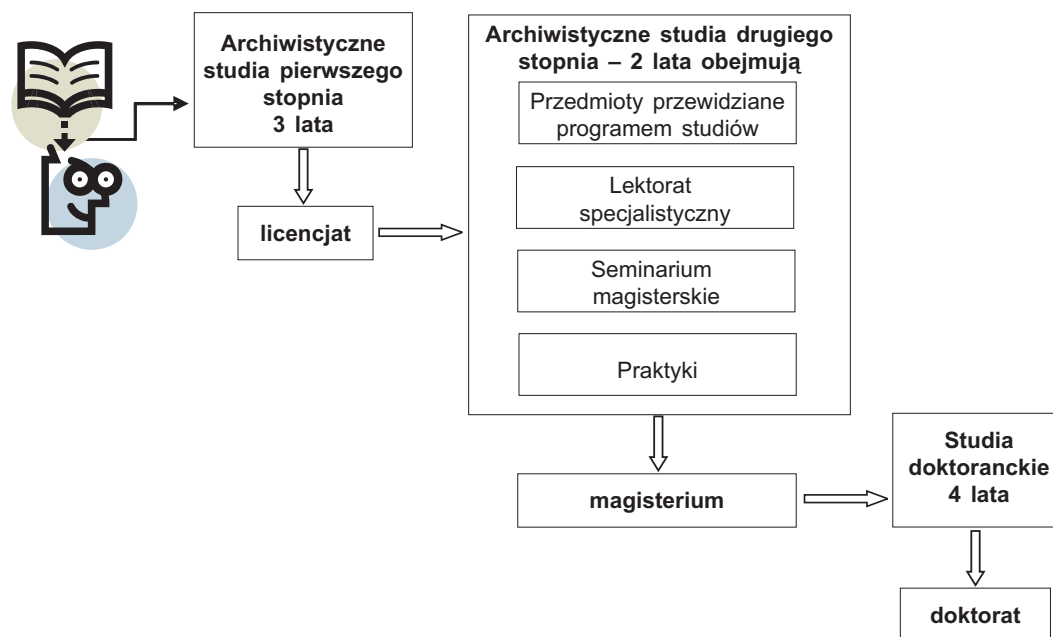 Archiwistyczne
studia pierwszego
stopnia
3 lata
licencjat
Archiwistyczne studia drugiego
stopnia – 2 lata obejmują
Przedmioty przewidziane
programem studiów
Lektorat
specjalistyczny
Seminarium
magisterskie
Praktyki
magisterium
Studia
doktoranckie
4 lata
doktorat